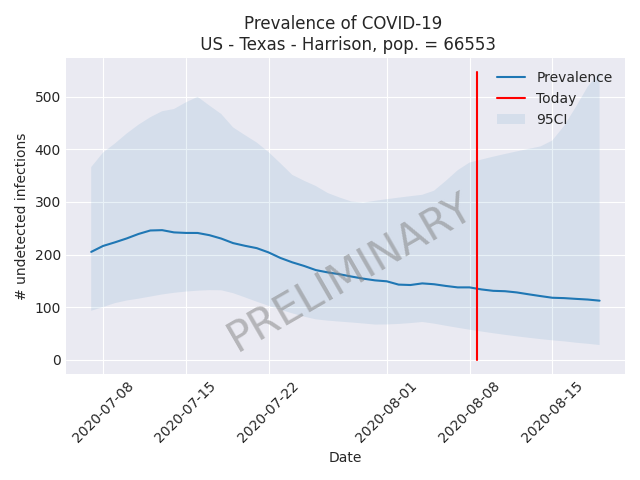 Prevalence of COVID-19
US - Texas - Harrison, pop. = 66553
# undetected infections
500
400
300
200
100
0
Prevalence
Today
95CI
PRELIMINARY
2020-07-08
2020-07-15
2020-07-22
2020-08-01
2020-08-08
2020-08-15
Date